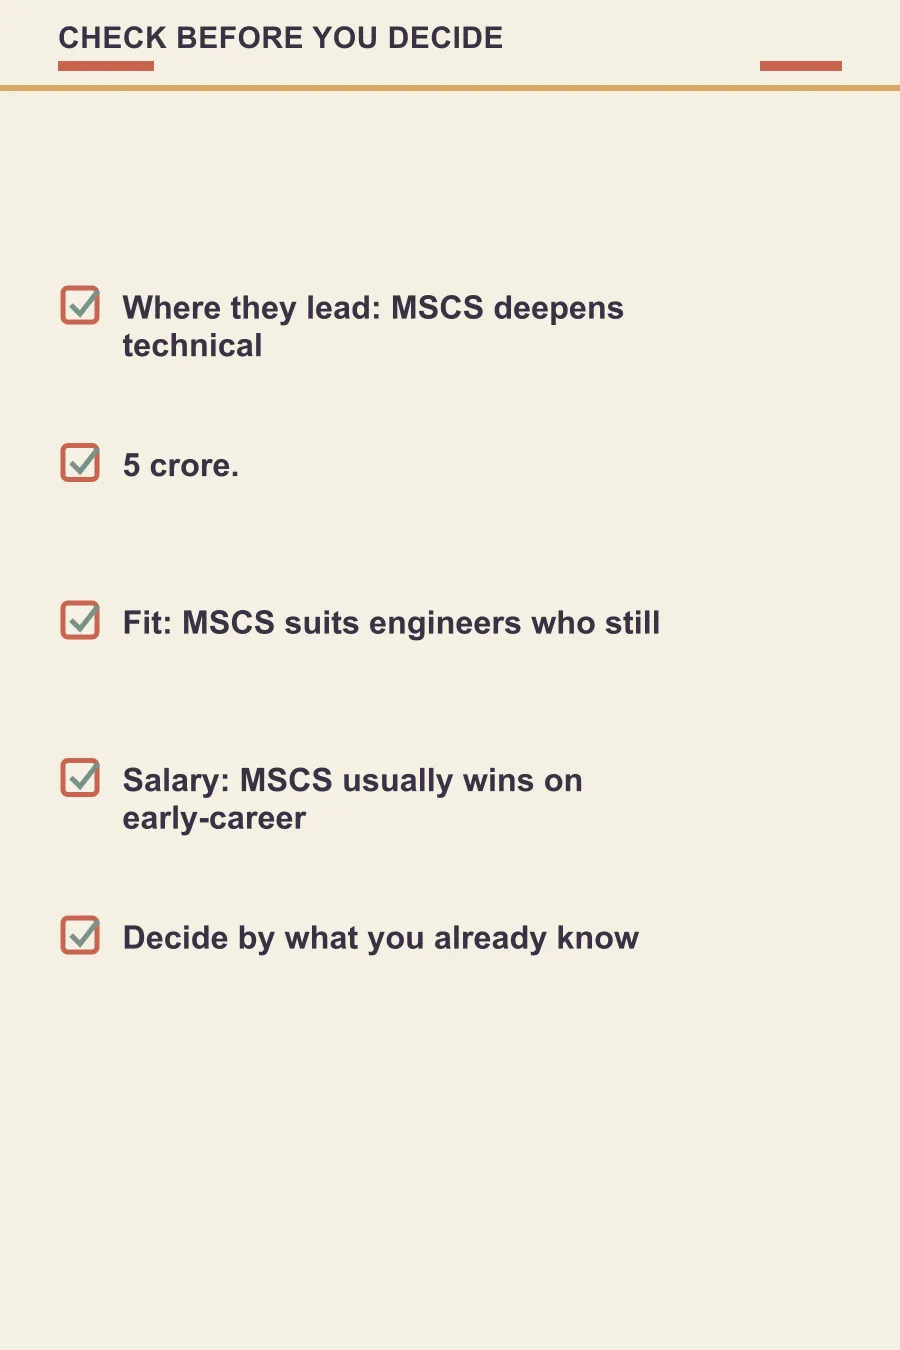 CHECK BEFORE YOU DECIDE
Where they lead: MSCS deepens
technical
5 crore.
Fit: MSCS suits engineers who still
Salary: MSCS usually wins on
early-career
Decide by what you already know